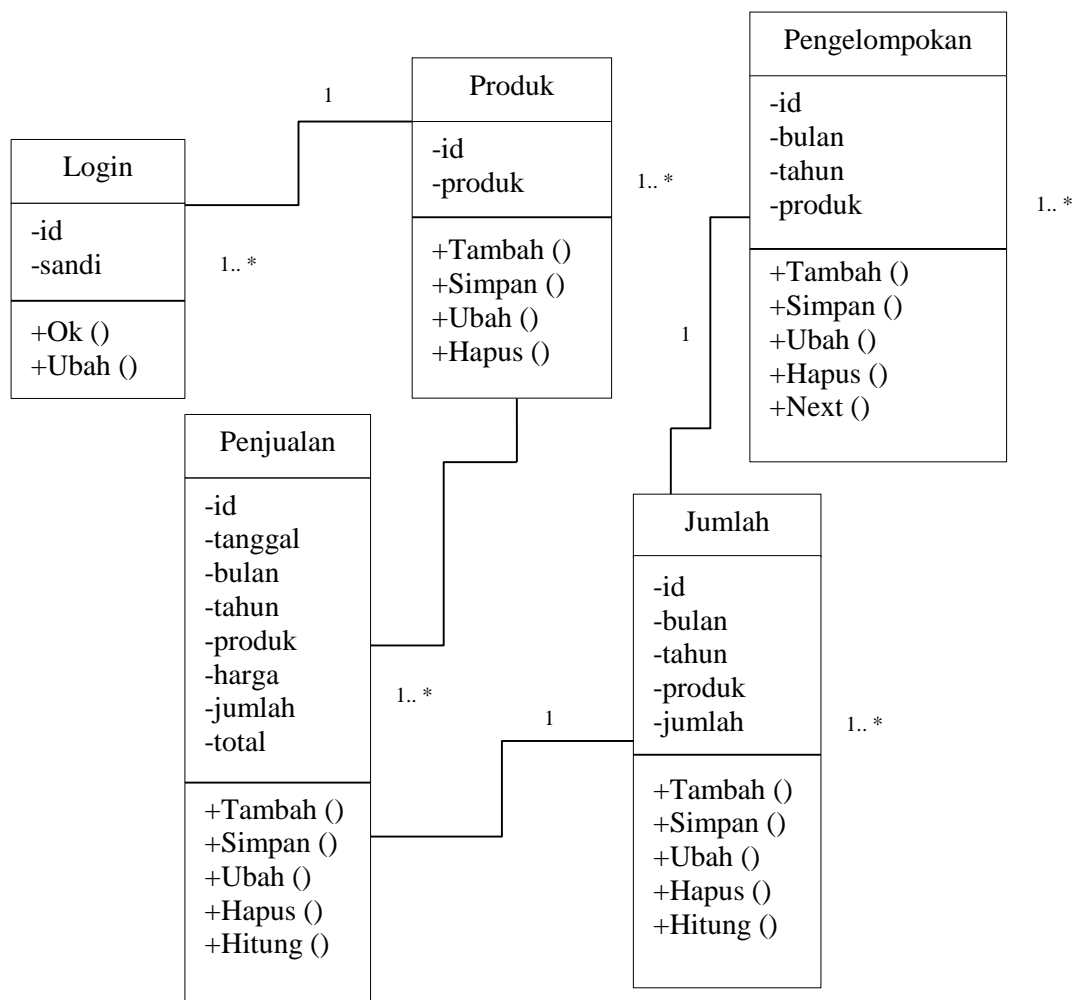 Login
-id
-sandi
+Ok ()
+Ubah ()
1.. *
1
Produk
-id
-produk
+Tambah ()
+Simpan ()
+Ubah ()
+Hapus ()
1.. *
Pengelompokan
-id
-bulan
-tahun
-produk
+Tambah ()
+Simpan ()
+Ubah ()
+Hapus ()
+Next ()
1.. *
1
Penjualan
-id
-tanggal
-bulan
-tahun
-produk
-harga
-jumlah
-total
+Tambah ()
+Simpan ()
+Ubah ()
+Hapus ()
+Hitung ()
1.. *
1
Jumlah
-id
-bulan
-tahun
-produk
-jumlah
+Tambah ()
+Simpan ()
+Ubah ()
+Hapus ()
+Hitung ()
1.. *